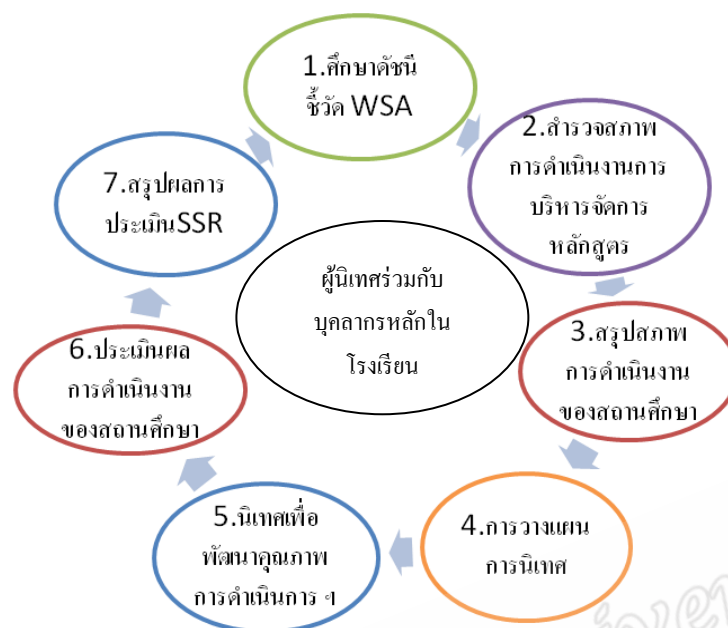 1.ศึกษาดัชนี
ชี้วัด WSA
2.สำรวจสภาพ
การดำเนินงานการ
บริหารจัดการ
หลักสูตร
3.สรุปสภาพ
การดำเนินงาน
ของสถานศึกษา
4.การวางแผน
การนิเทศ
5.นิเทศเพื่อ
พัฒนาคุณภาพ
การดำเนินการ ฯ
6.ประเมินผล
การดำเนินงาน
ของสถานศึกษา
7.สรุปผลการ
ประเมินSSR
ผู้นิเทศร่วมกับ
บุคลากรหลักใน
โรงเรียน